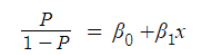 P / (1 − P) = β₀ + β₁x